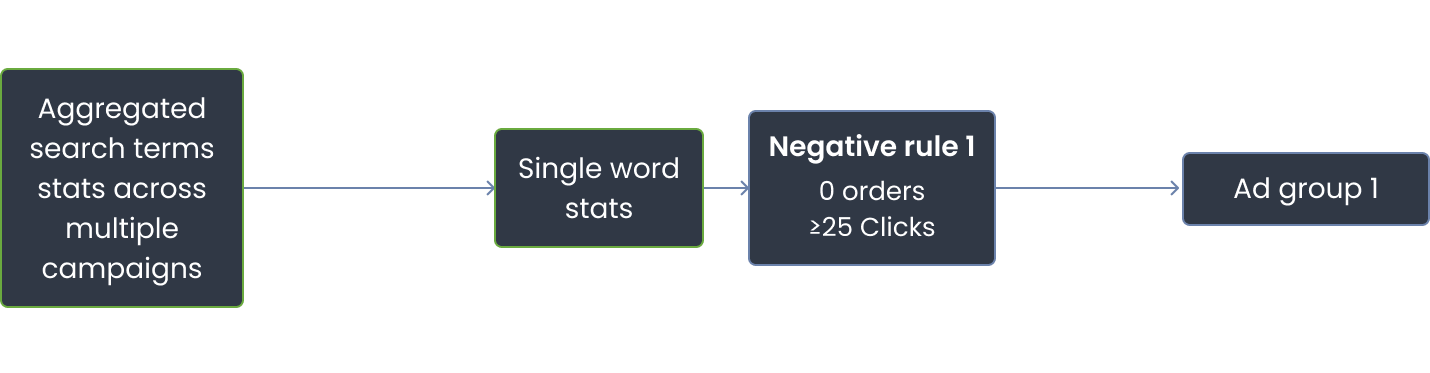 Aggregated
search terms
stats across
multiple
campaigns
Single word
stats
Negative rule 1
0 orders
≥25 Clicks
Ad group 1